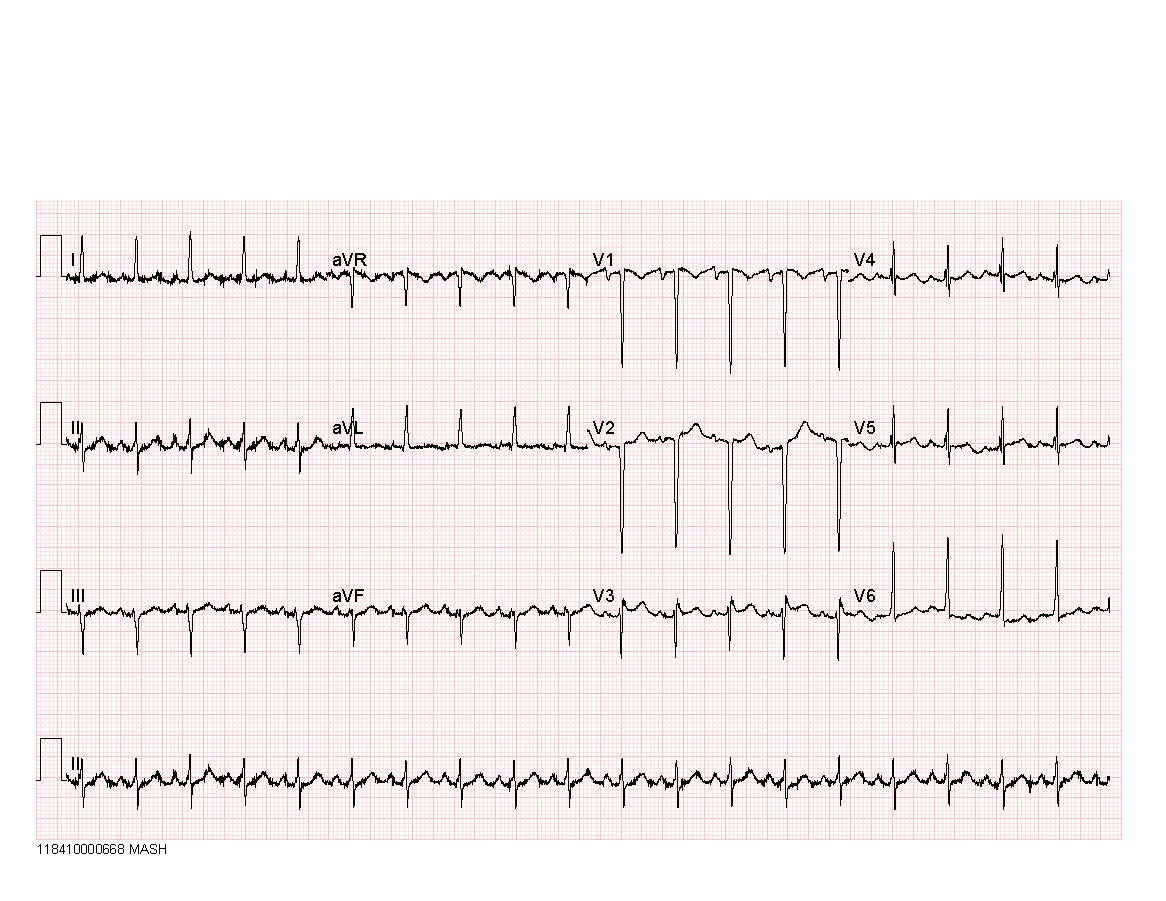 I aVR V1 V4
II aVL V2 V5
III aVF V3 V6
II
118410000668 MASH